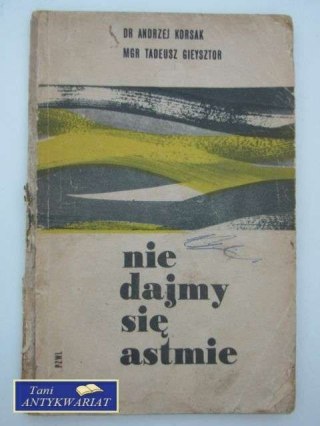 DR ANDRZEJ KORSAK
MGR TADEUSZ GIEYSZTOR
nie
dajmy
się
astmie
PZWL
Tani
ANTYKWARIAT